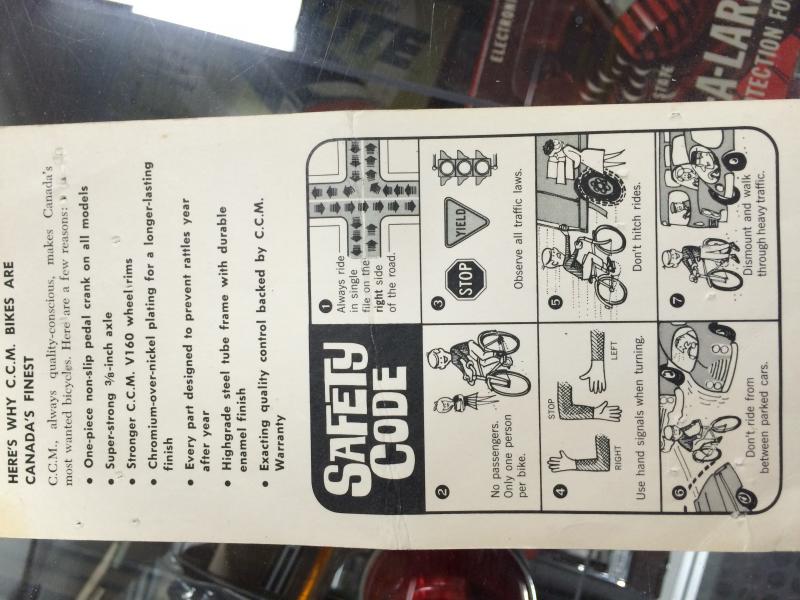 HERE'S WHY C.C.M. BIKES ARE
CANADA'S FINEST
C.C.M., always quality-conscious, makes Canada's
most wanted bicycles. Here are a few reasons:
• One-piece non-slip pedal crank on all models
• Super-strong 3/8-inch axle
• Stronger C.C.M. V160 wheel rims
• Chromium-over-nickel plating for a longer-lasting
finish
• Every part designed to prevent rattles year
after year
• Highgrade steel tube frame with durable
enamel finish
• Exacting quality control backed by C.C.M.
Warranty
SAFETY
CODE
1
Always ride
in single
file on the
right side
of the road.
2
No passengers.
Only one person
per bike.
3
STOP
YIELD
Observe all traffic laws.
4
RIGHT
STOP
LEFT
Use hand signals when turning.
5
Don't hitch rides.
6
Don't ride from
between parked cars.
7
Dismount and walk
through heavy traffic.
ELECTRONI
A-LAR
TECTION FO